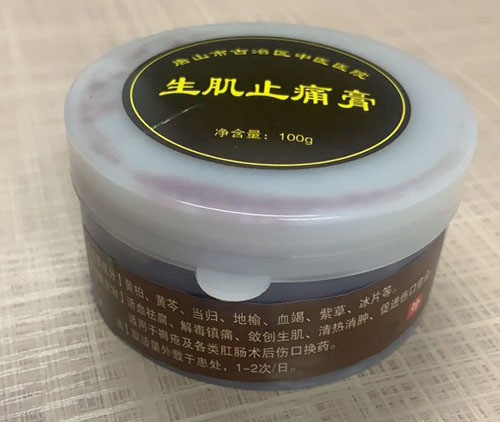 唐山市古冶区中医医院
生肌止痛膏
净含量：100g
】黄柏、黄芩、当归、地榆、血竭、紫草、冰片等。
】活血祛腐、解毒镇痛、敛创生肌、清热消肿、促进伤口愈合
适用于褥疮及各类肛肠术后伤口换药。
】取适量外敷于患处，1-2次/日。